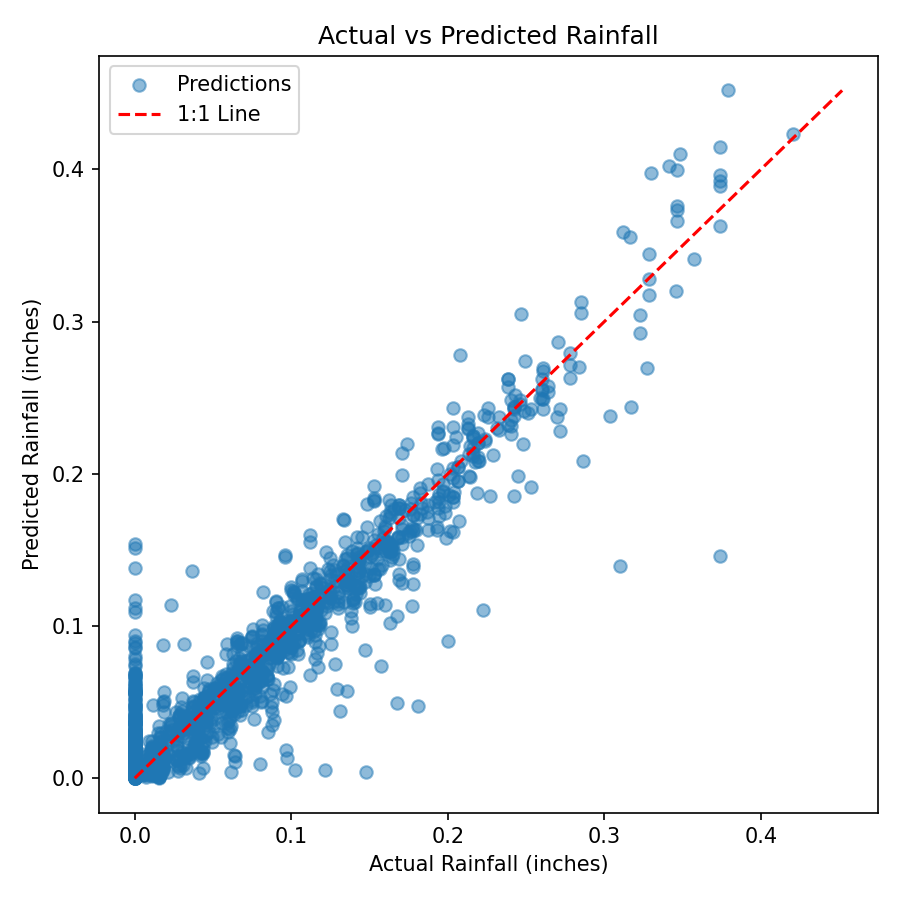 Actual vs Predicted Rainfall
Predictions
1:1 Line
Predicted Rainfall (inches)
0.4
0.3
0.2
0.1
0.0
0.0 0.1 0.2 0.3 0.4
Actual Rainfall (inches)